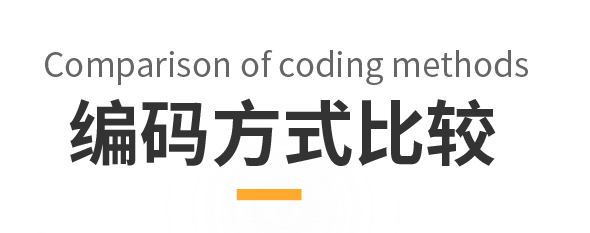 Comparison of coding methods
编码方式比较